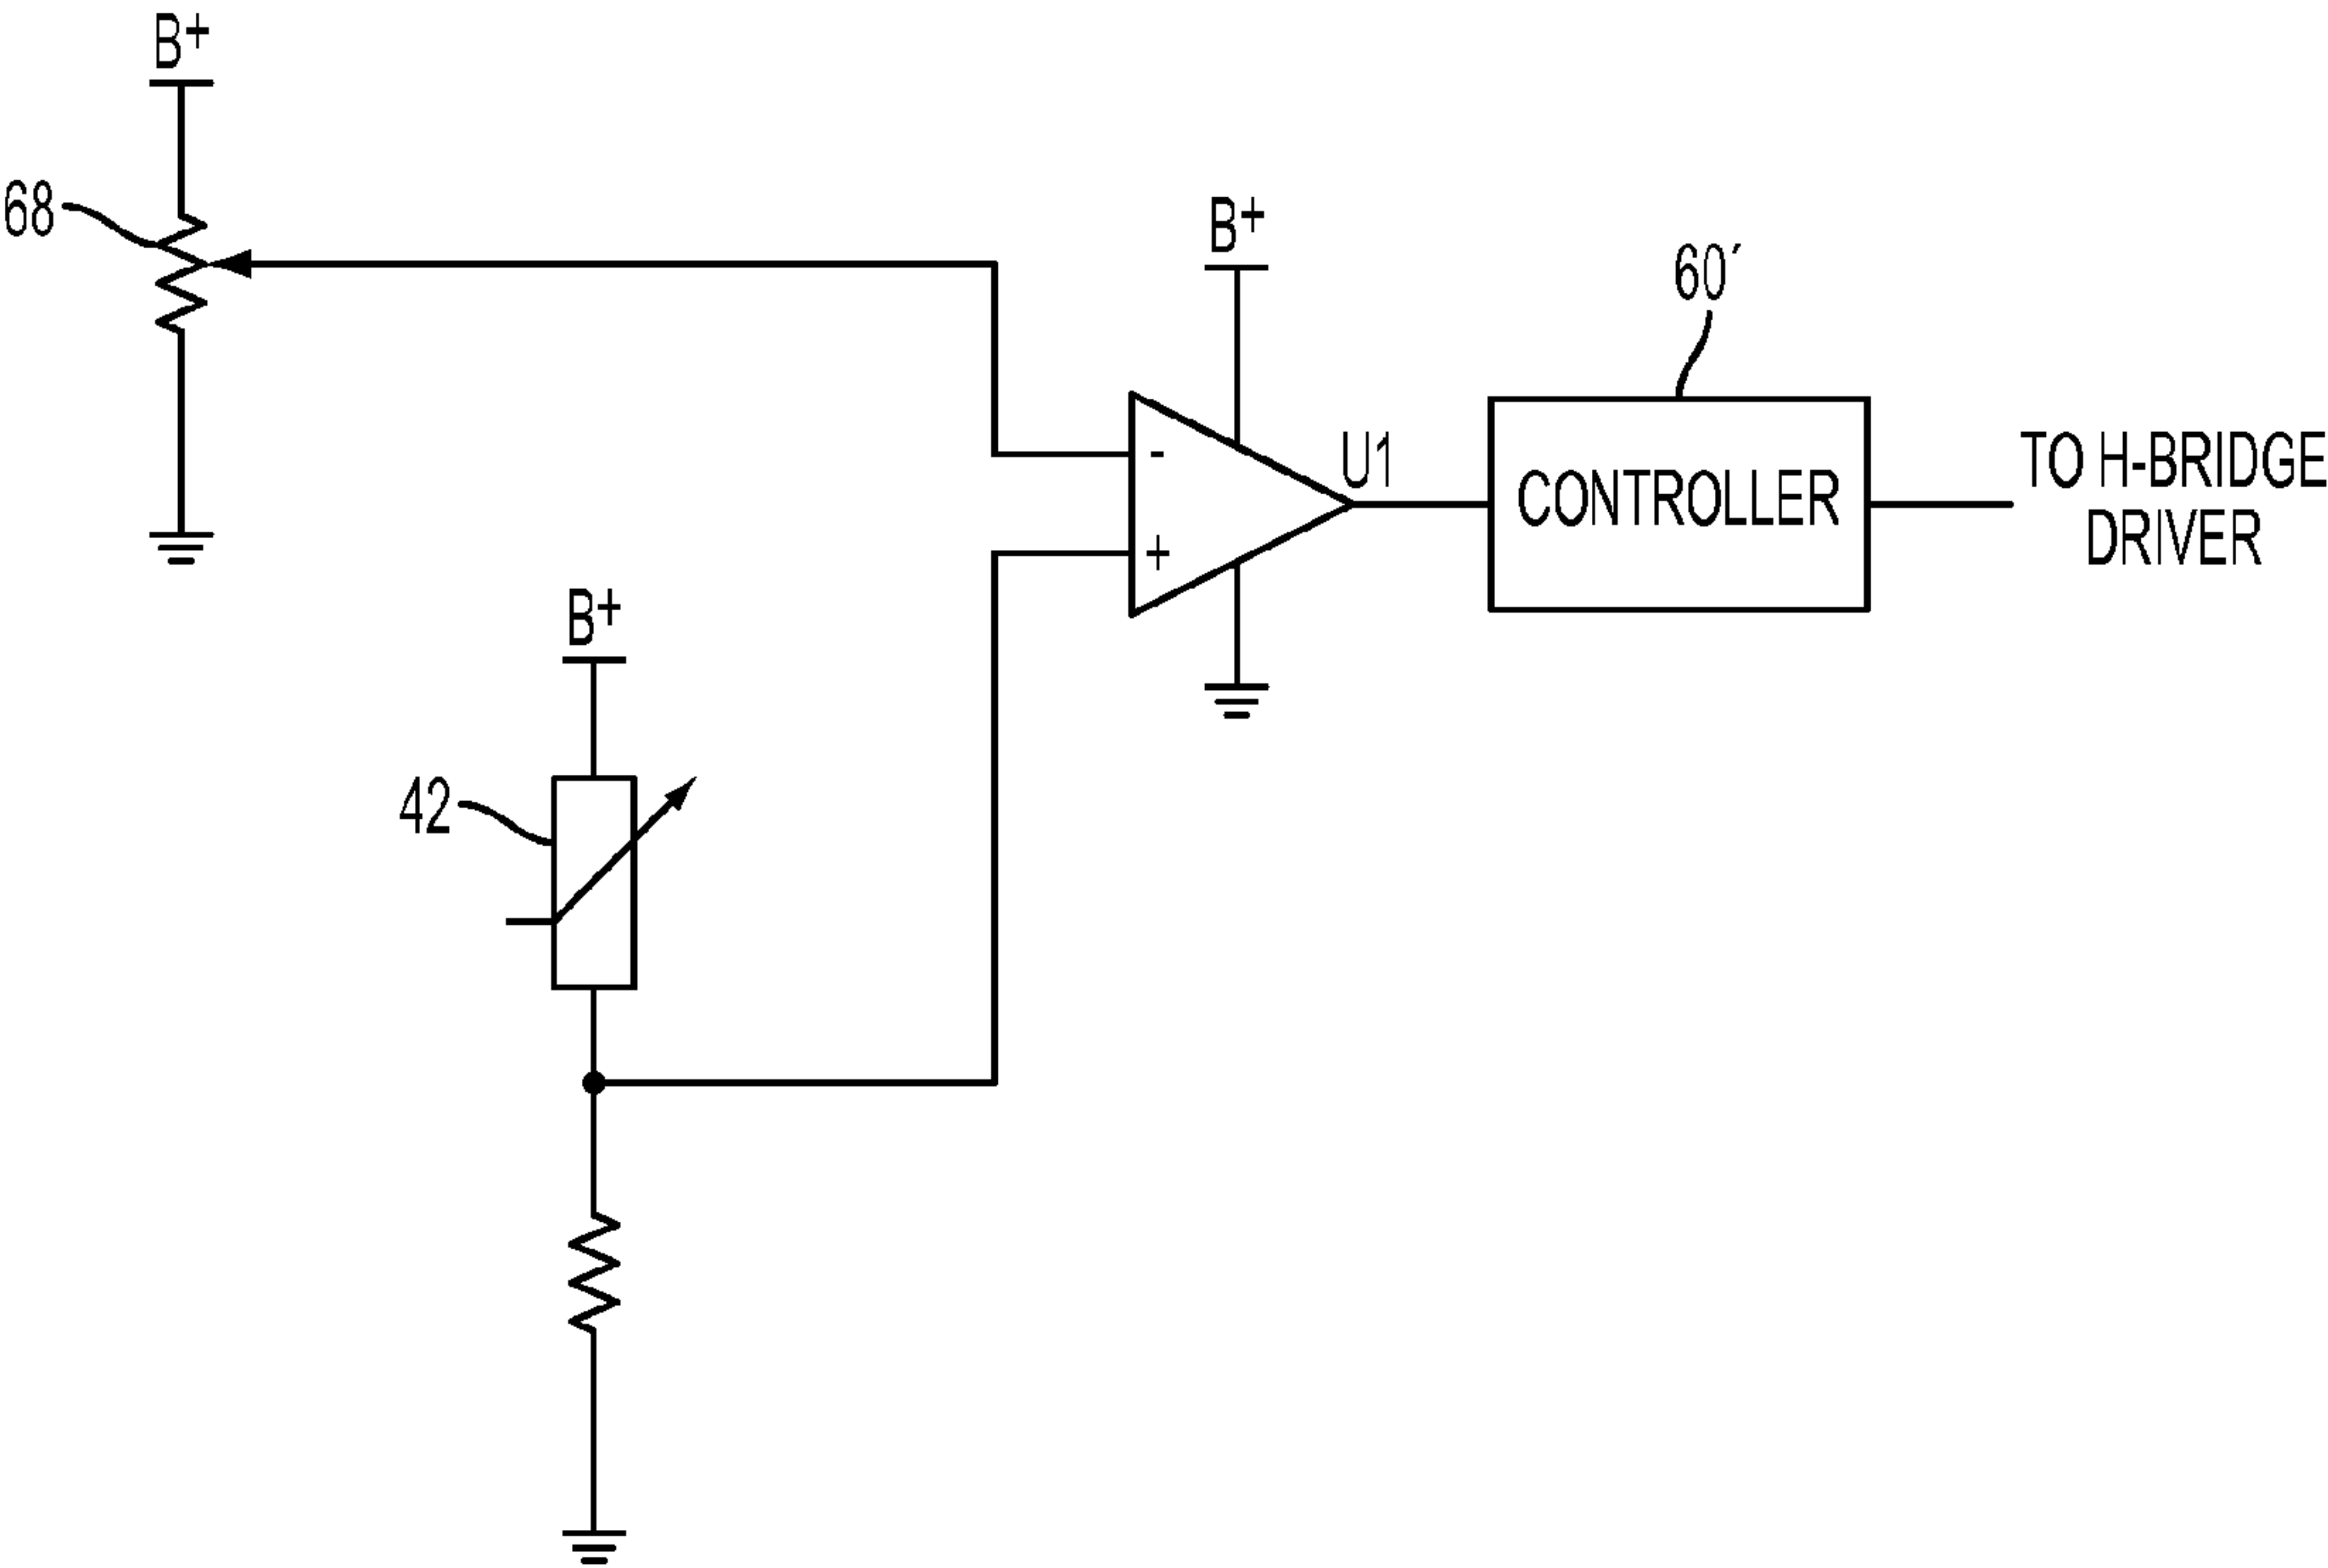 B+
68
B+
60′
-
U1
+
CONTROLLER
TO H-BRIDGE
DRIVER
B+
42